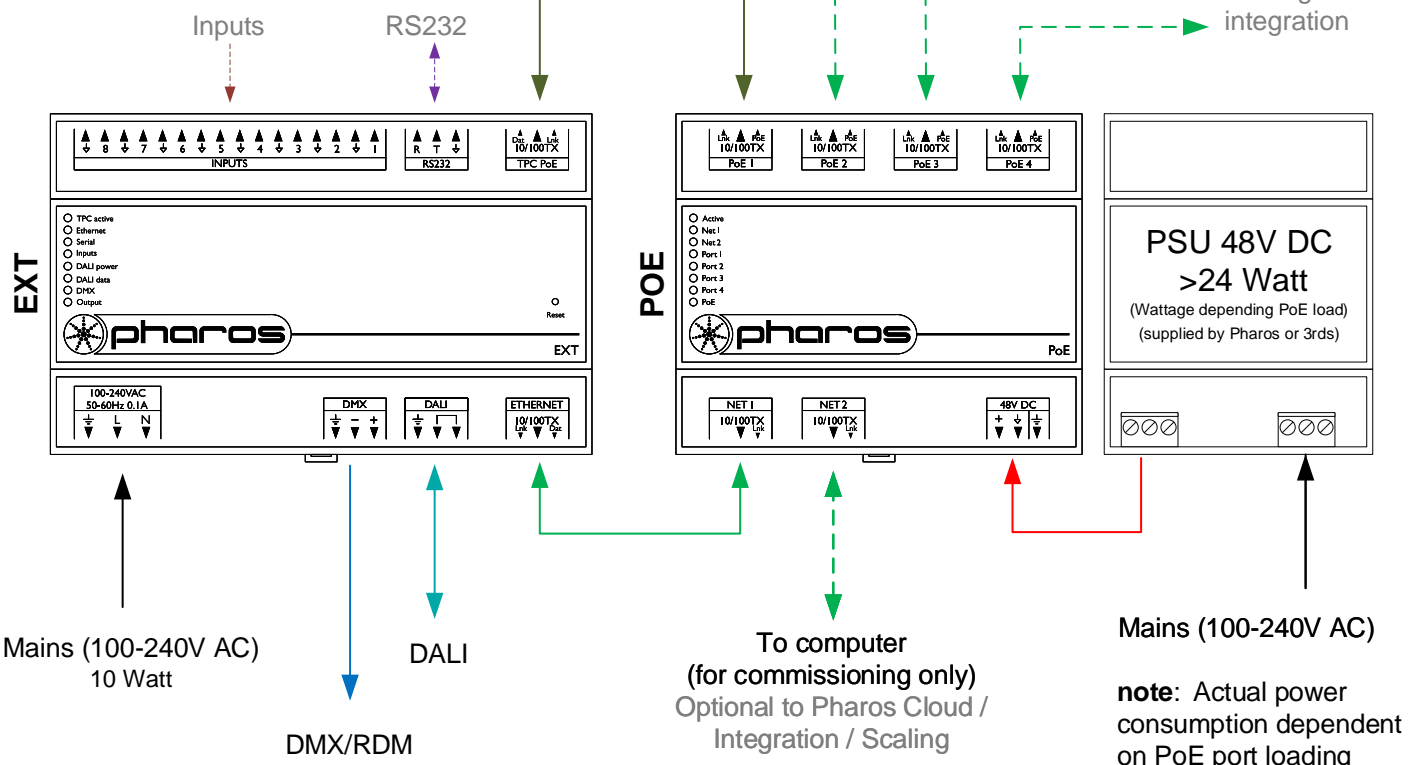 Inputs
RS232
integration
8 7 6 5 4 3 2 1
INPUTS
R T
RS232
Dat Lnk
10/100TX
TPC PoE
Lnk PoE
10/100TX
PoE 1
Lnk PoE
10/100TX
PoE 2
Lnk PoE
10/100TX
PoE 3
Lnk PoE
10/100TX
PoE 4
EXT
TPC active
Ethernet
Serial
Inputs
DALI power
DALI data
DMX
Output
Reset
pharos
EXT
POE
Active
Net 1
Net 2
Port 1
Port 2
Port 3
Port 4
PoE
pharos
PoE
PSU 48V DC
>24 Watt
(Wattage depending PoE load)
(supplied by Pharos or 3rds)
100-240VAC
50-60Hz 0.1A
L N
DMX
- +
DALI
ETHERNET
10/100TX
Lnk Dat
NET 1
10/100TX
Lnk
NET 2
10/100TX
Lnk
48V DC
+
Mains (100-240V AC)
10 Watt
DMX/RDM
DALI
To computer
(for commissioning only)
Optional to Pharos Cloud /
Integration / Scaling
Mains (100-240V AC)
note: Actual power
consumption dependent
on PoE port loading